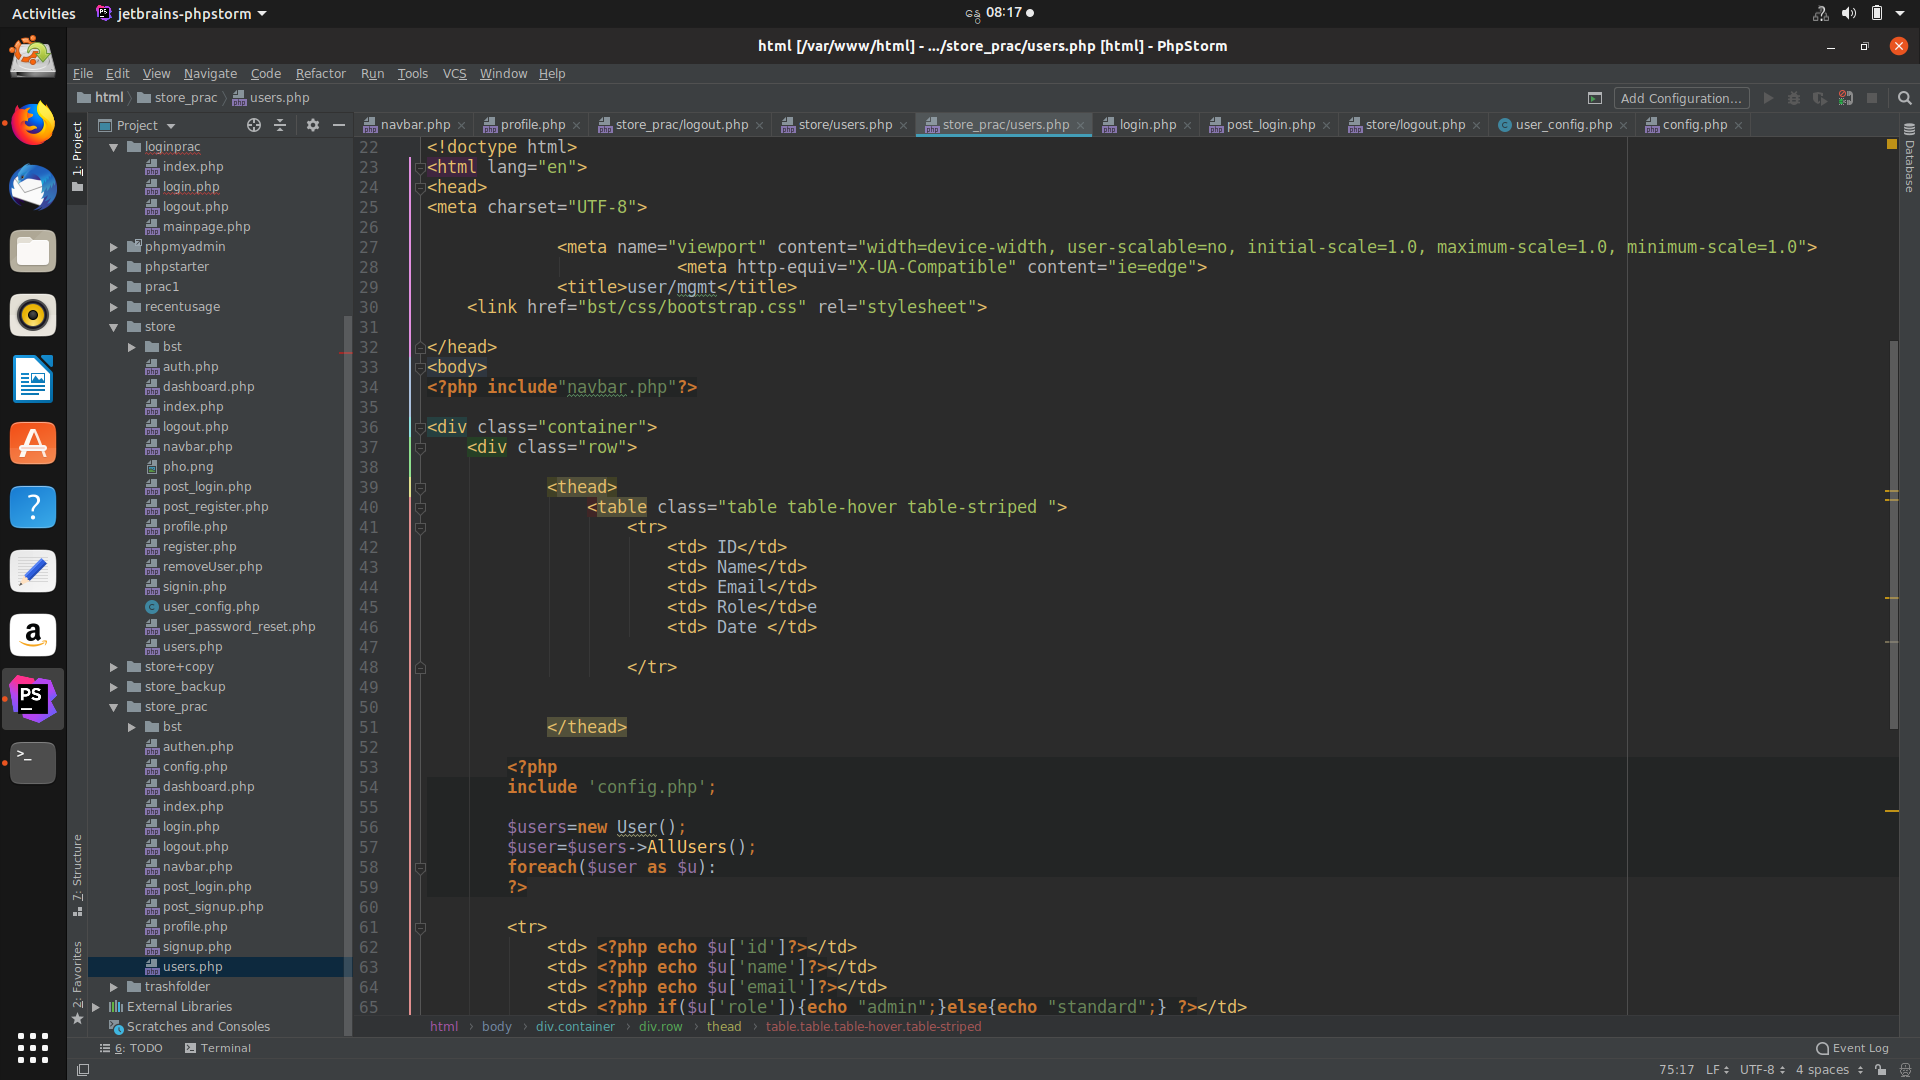 Activities
jetbrains-phpstorm
နွေ 08:17
html [/var/www/html] - .../store_prac/users.php [html] - PhpStorm
File Edit View Navigate Code Refactor Run Tools VCS Window Help
html store_prac users.php
Add Configuration...
Project
navbar.php profile.php store_prac/logout.php store/users.php store_prac/users.php login.php post_login.php store/logout.php user_config.php config.php
1: Project
7: Structure
2: Favorites
Database
loginprac
index.php
login.php
logout.php
mainpage.php
phpmyadmin
phpstarter
prac1
recentusage
store
bst
auth.php
dashboard.php
index.php
logout.php
navbar.php
pho.png
post_login.php
post_register.php
profile.php
register.php
removeUser.php
signin.php
user_config.php
user_password_reset.php
users.php
store+copy
store_backup
store_prac
bst
authen.php
config.php
dashboard.php
index.php
login.php
logout.php
navbar.php
post_login.php
post_signup.php
profile.php
signup.php
users.php
trashfolder
External Libraries
Scratches and Consoles
22 <!doctype html>
23 <html lang="en">
24 <head>
25 <meta charset="UTF-8">
26
27 <meta name="viewport" content="width=device-width, user-scalable=no, initial-scale=1.0, maximum-scale=1.0, minimum-scale=1.0">
28 <meta http-equiv="X-UA-Compatible" content="ie=edge">
29 <title>user/mgmt</title>
30 <link href="bst/css/bootstrap.css" rel="stylesheet">
31
32 </head>
33 <body>
34 <?php include"navbar.php"?>
35
36 <div class="container">
37 <div class="row">
38
39 <thead>
40 <table class="table table-hover table-striped ">
41 <tr>
42 <td> ID</td>
43 <td> Name</td>
44 <td> Email</td>
45 <td> Role</td>e
46 <td> Date </td>
47
48 </tr>
49
50
51 </thead>
52
53 <?php
54 include 'config.php';
55
56 $users=new User();
57 $user=$users->AllUsers();
58 foreach($user as $u):
59 ?>
60
61 <tr>
62 <td> <?php echo $u['id']?></td>
63 <td> <?php echo $u['name']?></td>
64 <td> <?php echo $u['email']?></td>
65 <td> <?php if($u['role']){echo "admin";}else{echo "standard";} ?></td>
html body div.container div.row thead table.table.table-hover.table-striped
6: TODO Terminal Event Log
75:17 LF UTF-8 4 spaces